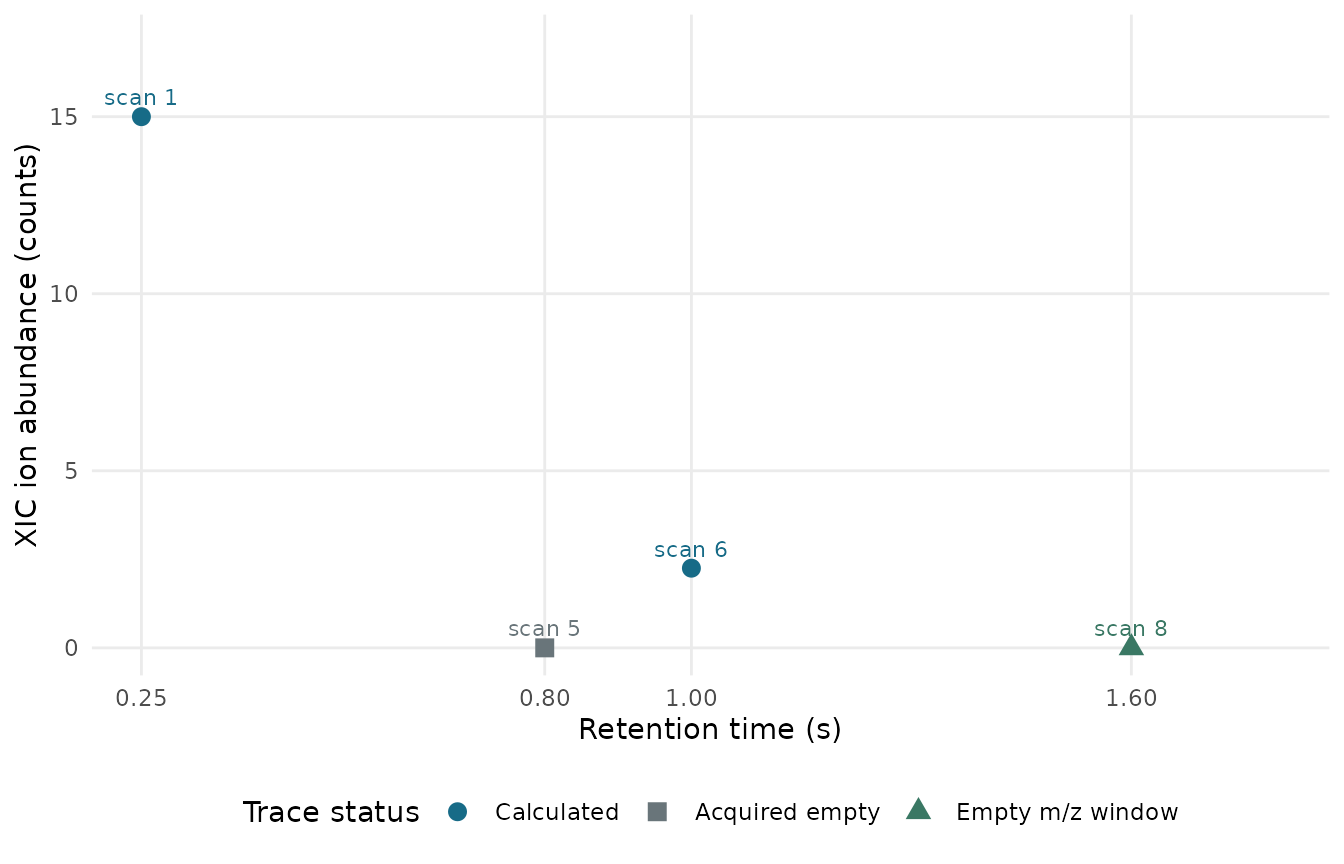 scan 1
15
10
5
scan 6
scan 5
scan 8
0
XIC ion abundance (counts)
0.25
0.80
1.00
1.60
Retention time (s)
Trace status
Calculated
Acquired empty
Empty m/z window